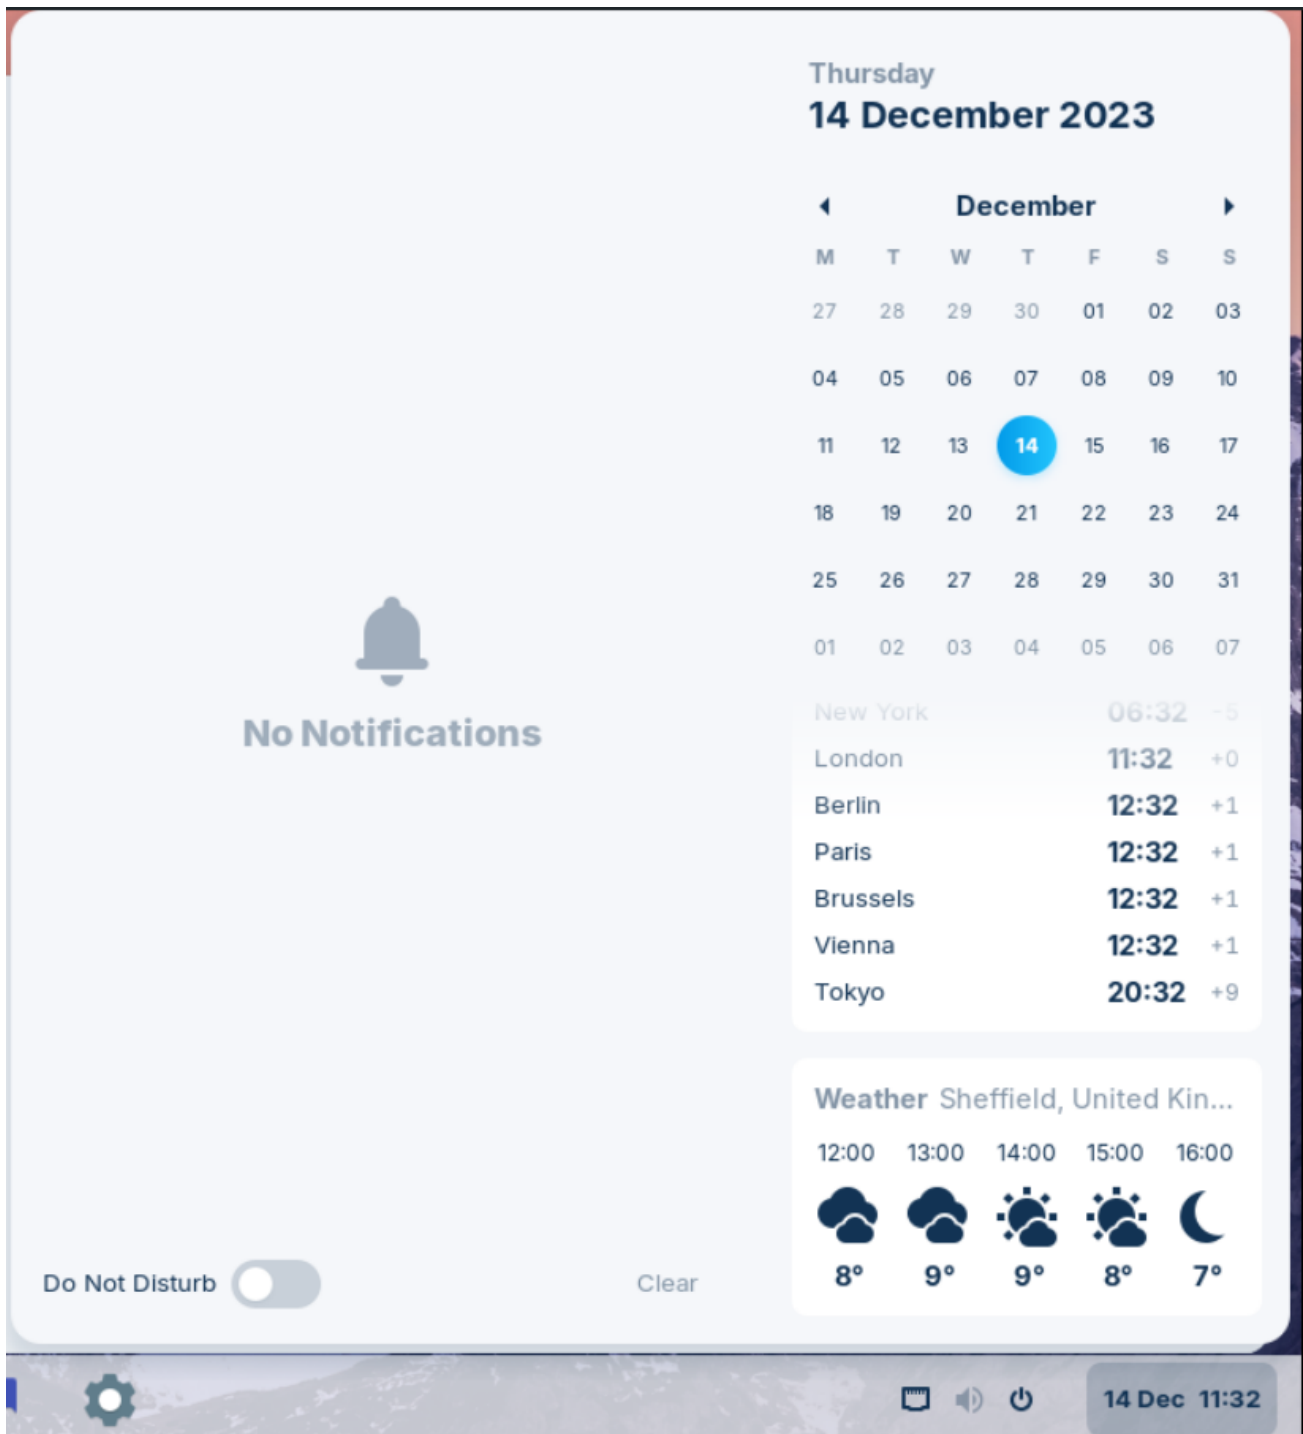 Thursday
14 December 2023
December
M T W T F S S
27 28 29 30 01 02 03
04 05 06 07 08 09 10
11 12 13 14 15 16 17
18 19 20 21 22 23 24
25 26 27 28 29 30 31
01 02 03 04 05 06 07
New York 06:32 -5
London 11:32 +0
Berlin 12:32 +1
Paris 12:32 +1
Brussels 12:32 +1
Vienna 12:32 +1
Tokyo 20:32 +9
No Notifications
Weather Sheffield, United Kin...
12:00 13:00 14:00 15:00 16:00
8° 9° 9° 8° 7°
Do Not Disturb Clear
14 Dec 11:32